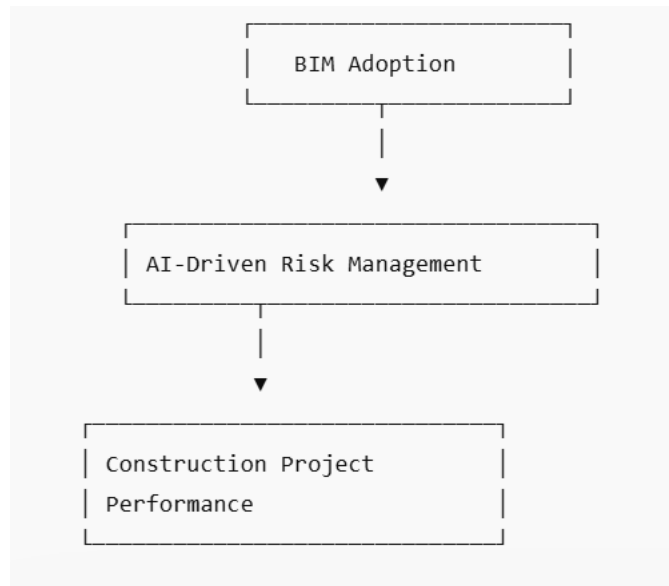 BIM Adoption
AI-Driven Risk Management
Construction Project
Performance